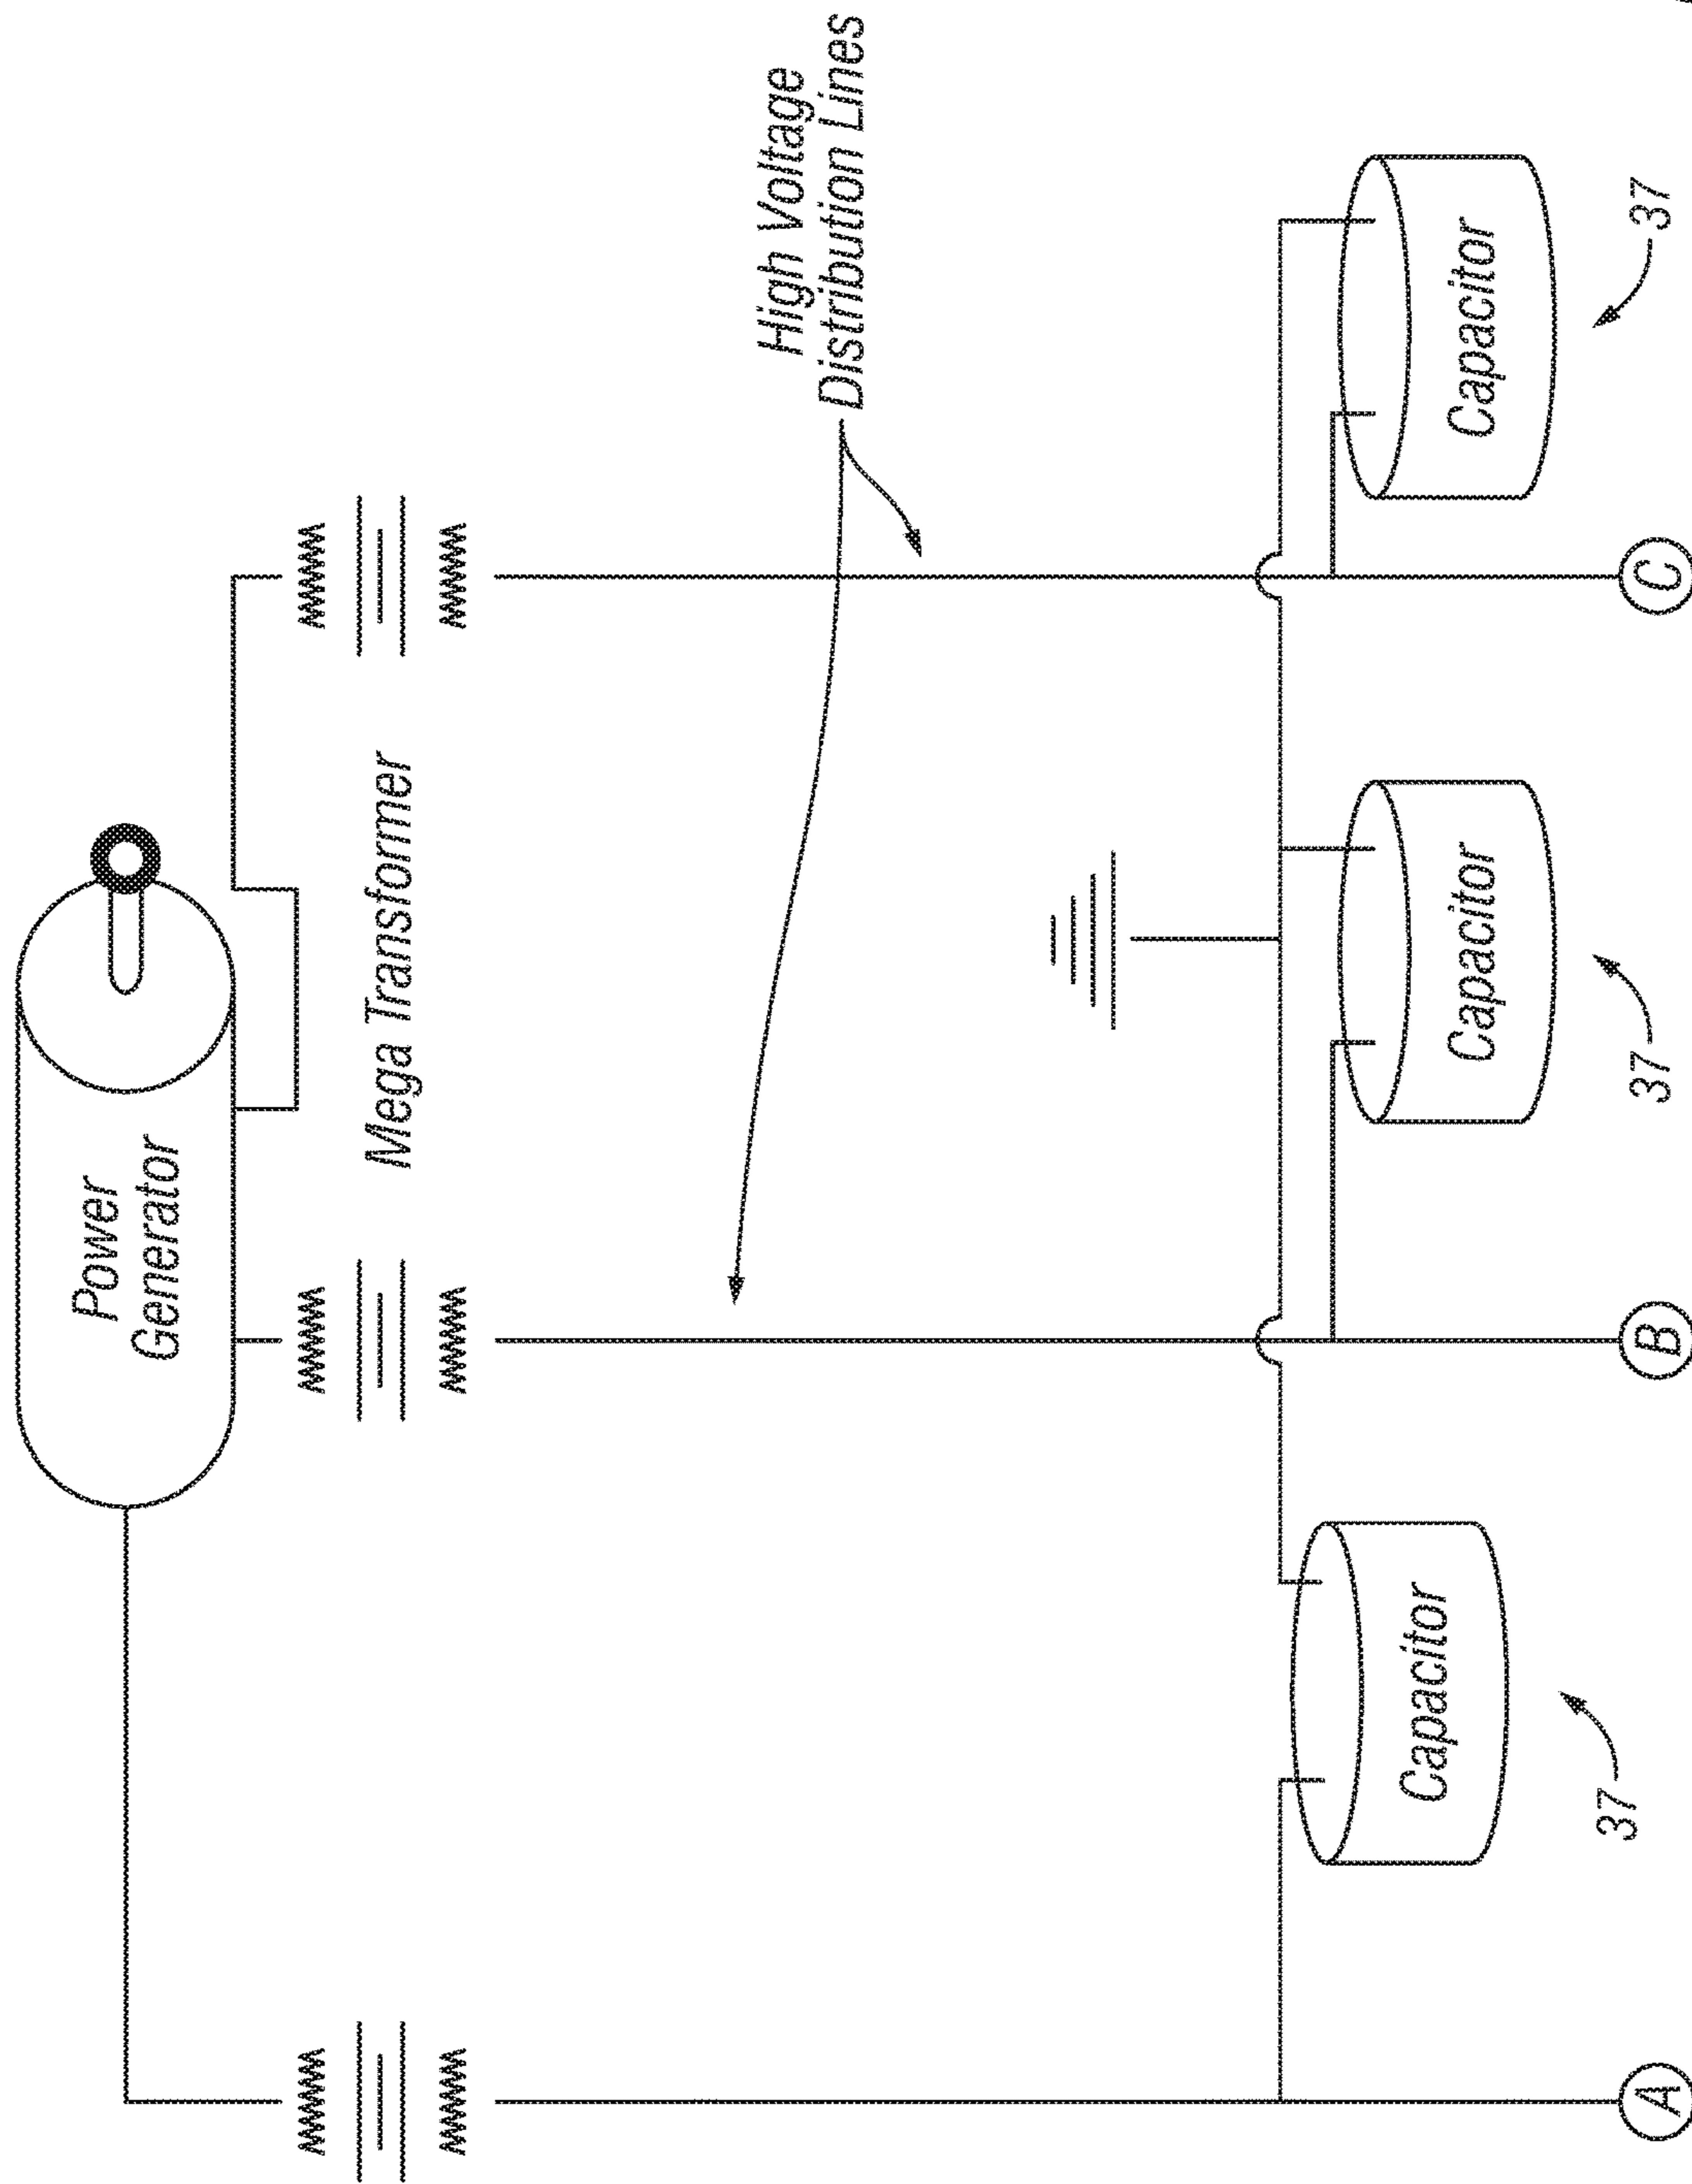 Power
Generator
Mega Transformer
High Voltage
Distribution Lines
Capacitor
Capacitor
Capacitor
37
37
37
A
B
C